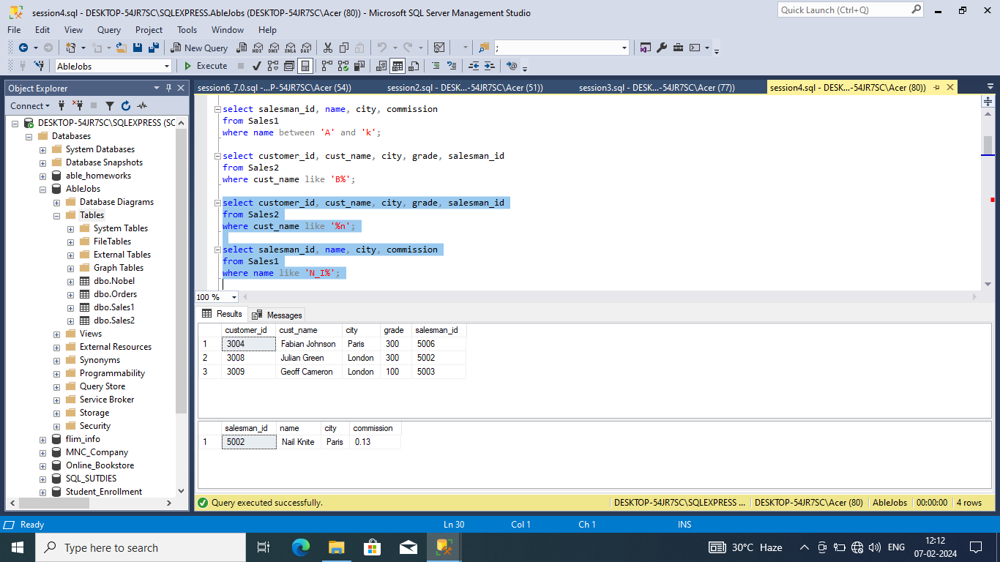 session4.sql - DESKTOP-54JR7SC\SQLEXPRESS.AbleJobs (DESKTOP-54JR7SC\Acer (80)) - Microsoft SQL Server Management Studio
Quick Launch (Ctrl+Q)
File Edit View Query Project Tools Window Help
New Query MDX DMX XMLA DAX ;
AbleJobs Execute
Object Explorer
session6_7.0.sql -...P-54JR7SC\Acer (54)) session2.sql - DESK...-54JR7SC\Acer (51)) session3.sql - DESK...-54JR7SC\Acer (77)) session4.sql - DESK...-54JR7SC\Acer (80))
Connect
DESKTOP-54JR7SC\SQLEXPRESS (SC
Databases
System Databases
Database Snapshots
able_homeworks
AbleJobs
Database Diagrams
Tables
System Tables
FileTables
External Tables
Graph Tables
dbo.Nobel
dbo.Orders
dbo.Sales1
dbo.Sales2
Views
External Resources
Synonyms
Programmability
Query Store
Service Broker
Storage
Security
flim_info
MNC_Company
Online_Bookstore
SQL_SUTDIES
Student_Enrollment
select salesman_id, name, city, commission
from Sales1
where name between 'A' and 'k';
select customer_id, cust_name, city, grade, salesman_id
from Sales2
where cust_name like 'B%';
select customer_id, cust_name, city, grade, salesman_id
from Sales2
where cust_name like '%n';
select salesman_id, name, city, commission
from Sales1
where name like 'N_I%';
100 %
Results Messages
customer_id cust_name city grade salesman_id
1 3004 Fabian Johnson Paris 300 5006
2 3008 Julian Green London 300 5002
3 3009 Geoff Cameron London 100 5003
salesman_id name city commission
1 5002 Nail Knite Paris 0.13
Query executed successfully. DESKTOP-54JR7SC\SQLEXPRESS ... DESKTOP-54JR7SC\Acer (80) AbleJobs 00:00:00 4 rows
Ready Ln 30 Col 1 Ch 1 INS
Type here to search 30°C Haze ENG 12:12
07-02-2024